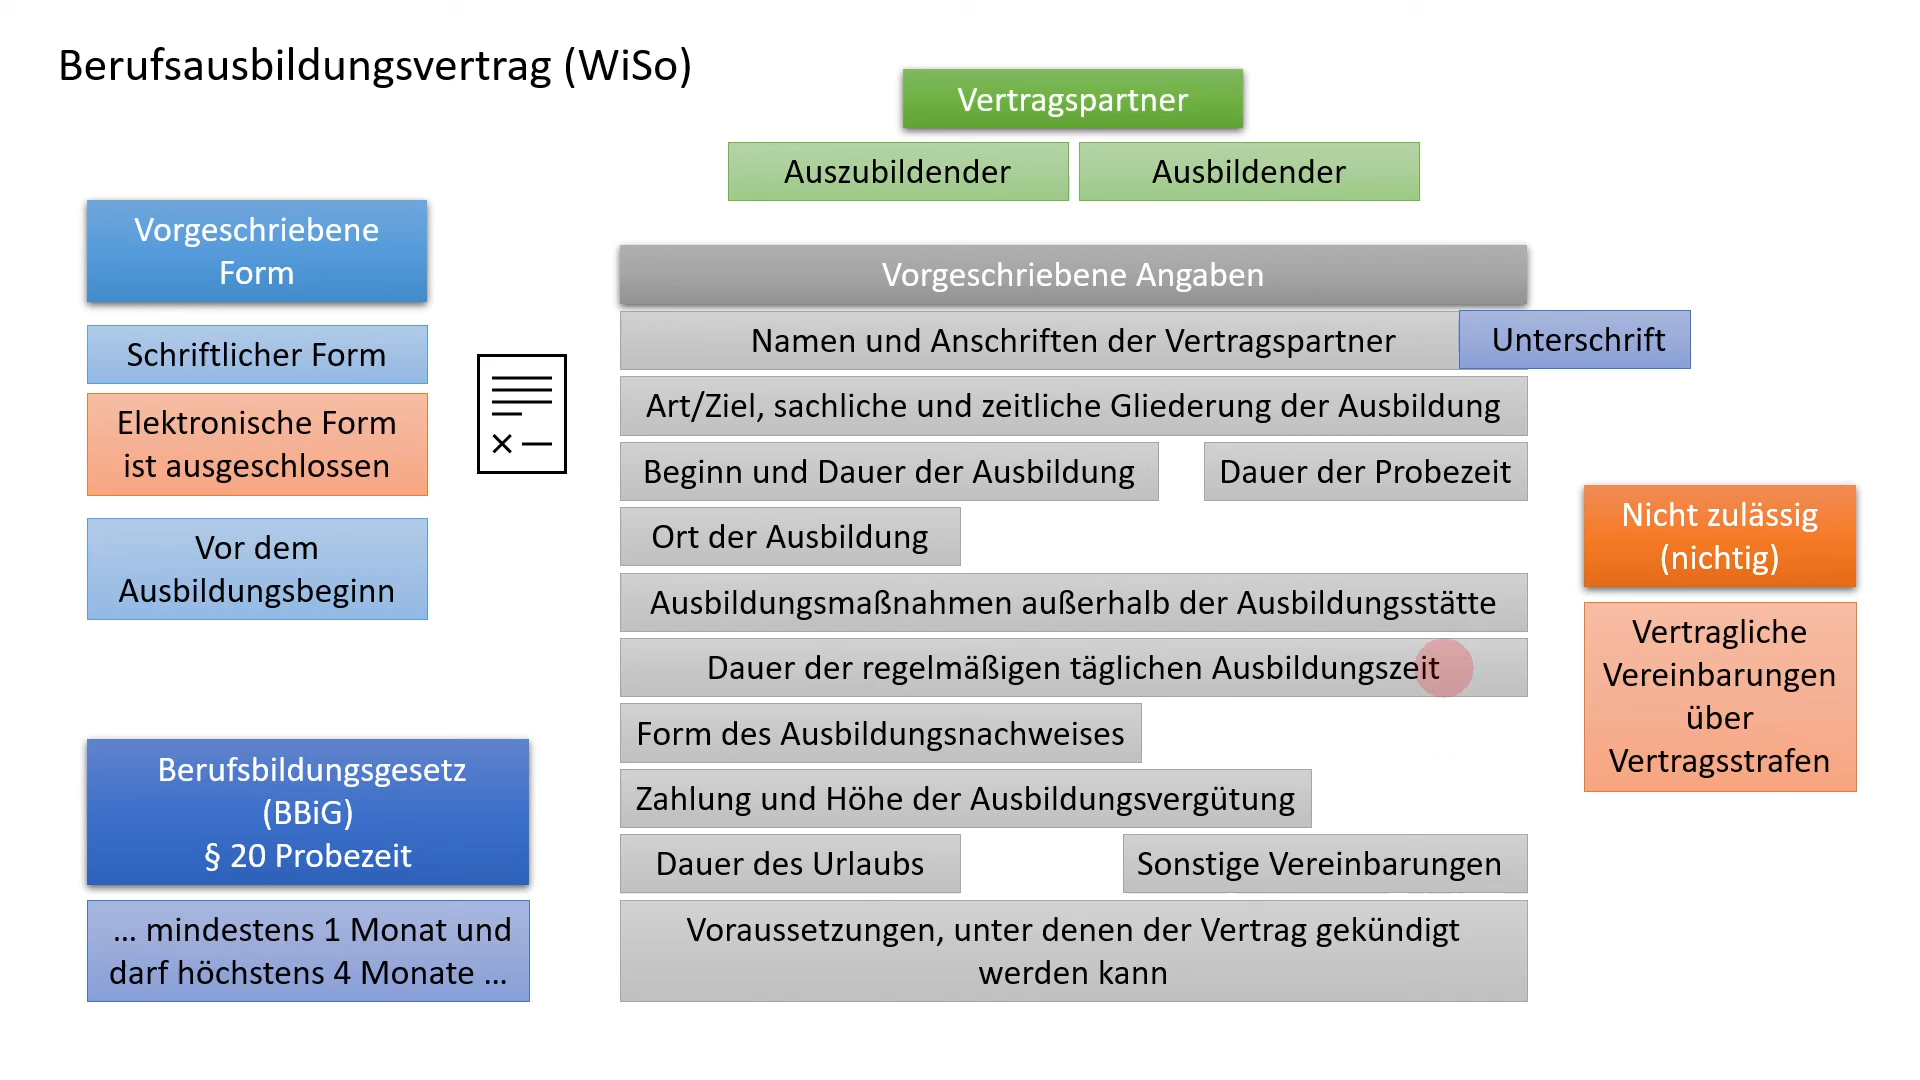 Berufsausbildungsvertrag (WiSo)
Vertragspartner
Auszubildender
Ausbildender
Vorgeschriebene
Form
Schriftlicher Form
Elektronische Form
ist ausgeschlossen
Vor dem
Ausbildungsbeginn
Vorgeschriebene Angaben
Namen und Anschriften der Vertragspartner
Unterschrift
Art/Ziel, sachliche und zeitliche Gliederung der Ausbildung
Beginn und Dauer der Ausbildung
Dauer der Probezeit
Ort der Ausbildung
Ausbildungsmaßnahmen außerhalb der Ausbildungsstätte
Dauer der regelmäßigen täglichen Ausbildungszeit
Form des Ausbildungsnachweises
Zahlung und Höhe der Ausbildungsvergütung
Dauer des Urlaubs
Sonstige Vereinbarungen
Voraussetzungen, unter denen der Vertrag gekündigt
werden kann
Nicht zulässig
(nichtig)
Vertragliche
Vereinbarungen
über
Vertragsstrafen
Berufsbildungsgesetz
(BBiG)
§ 20 Probezeit
... mindestens 1 Monat und
darf höchstens 4 Monate ...